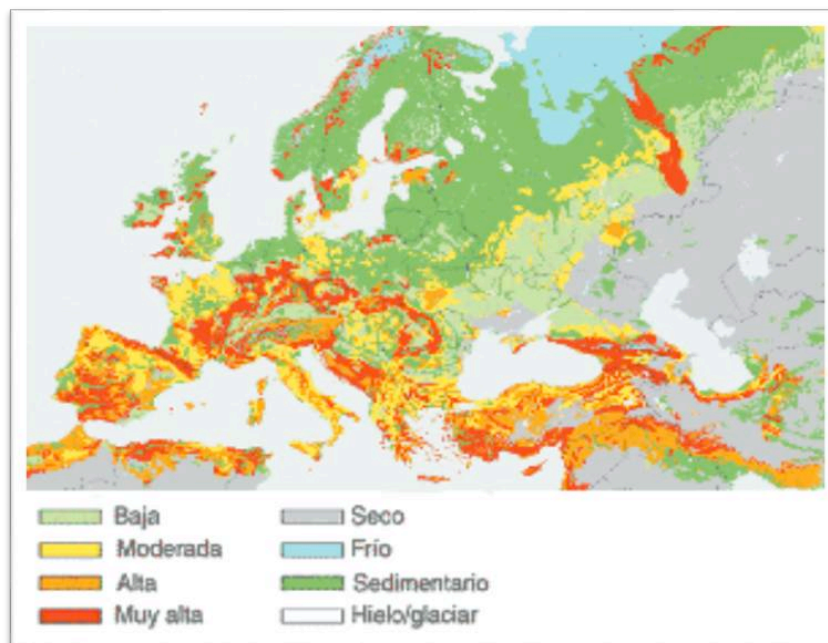 Baja
Moderada
Alta
Muy alta
Seco
Frío
Sedimentario
Hielo/glaciar